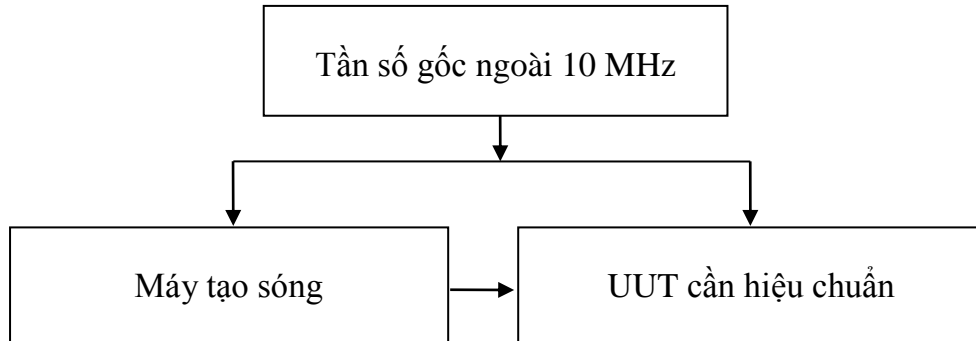 Tần số gốc ngoài 10 MHz
Máy tạo sóng
UUT cần hiệu chuẩn